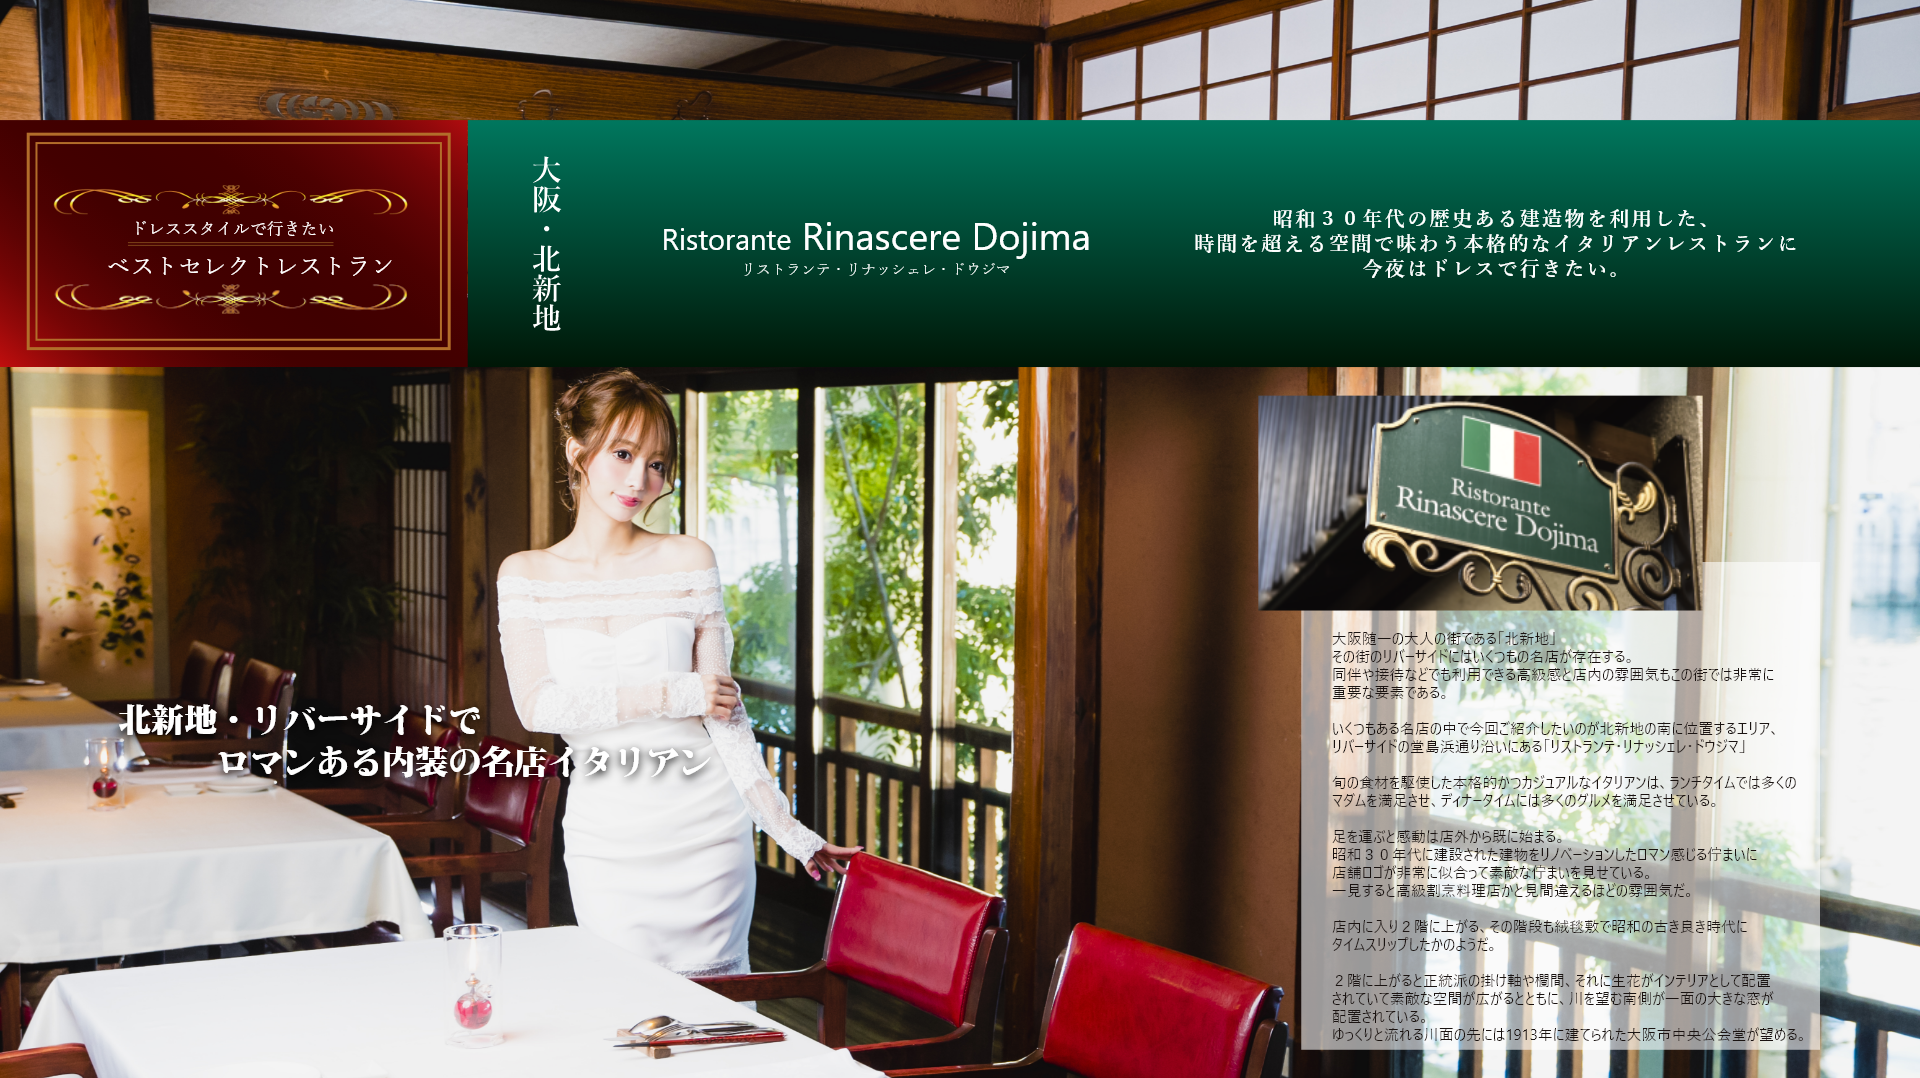 ドレススタイルで行きたい
ベストセレクトレストラン
大阪・北新地
Ristorante Rinascere Dojima
リストランテ・リナッシェレ・ドウジマ
昭和３０年代の歴史ある建造物を利用した、
時間を超える空間で味わう本格的なイタリアンレストランに
今夜はドレスで行きたい。
Ristorante
Rinascere Dojima
北新地・リバーサイドで
ロマンある内装の名店イタリアン
大阪随一の大人の街である「北新地」
その街のリバーサイドにはいくつもの名店が存在する。
同伴や接待などでも利用できる高級感と店内の雰囲気もこの街では非常に
重要な要素である。
いくつもある名店の中で今回ご紹介したいのが北新地の南に位置するエリア、
リバーサイドの堂島浜通り沿いにある「リストランテ・リナッシェレ・ドウジマ」
旬の食材を駆使した本格的かつカジュアルなイタリアンは、ランチタイムでは多くの
マダムを満足させ、ディナータイムには多くのグルメを満足させている。
足を運ぶと感動は店外から既に始まる。
昭和３０年代に建設された建物をリノベーションしたロマン感じる佇まいに
店舗ロゴが非常に似合って素敵な佇まいを見せている。
一見すると高級割烹料理店かと見間違えるほどの雰囲気だ。
店内に入り２階に上がる、その階段も絨毯敷で昭和の古き良き時代に
タイムスリップしたかのようだ。
２階に上がると正統派の掛け軸や欄間、それに生花がインテリアとして配置
されていて素敵な空間が広がるとともに、川を望む南側が一面の大きな窓が
配置されている。
ゆっくりと流れる川面の先には1913年に建てられた大阪市中央公会堂が望める。